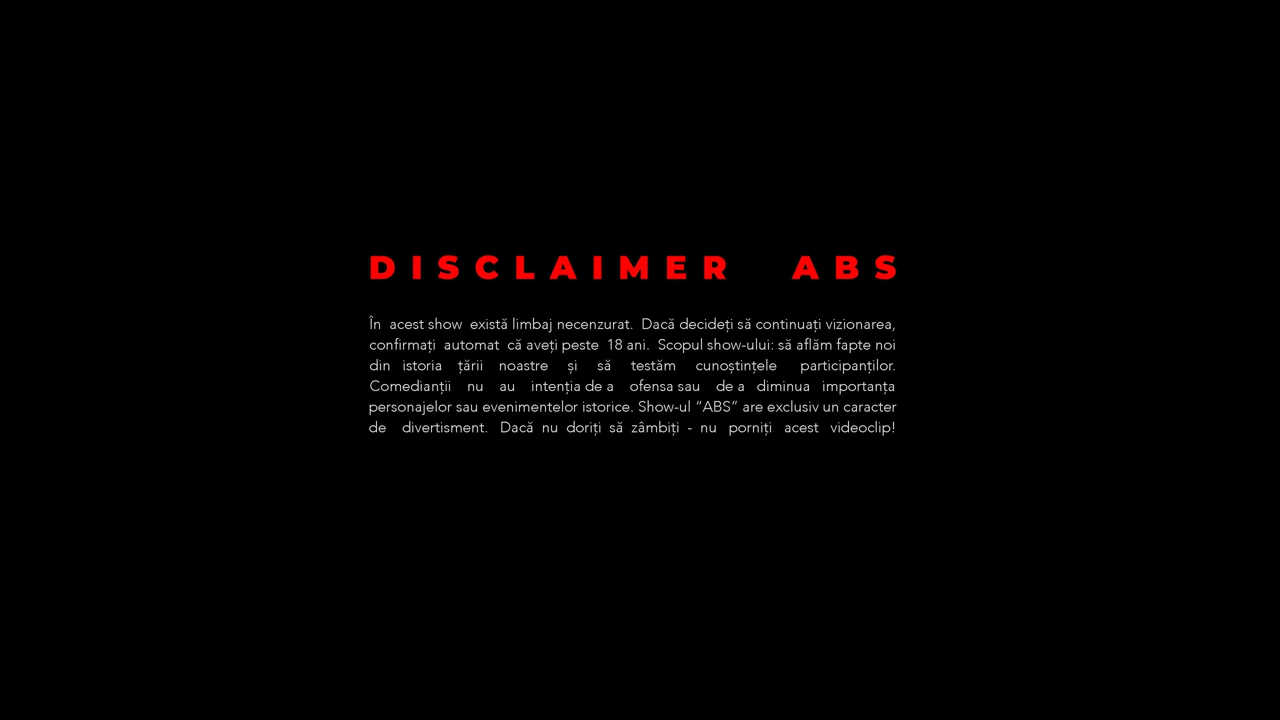 DISCLAIMER ABS
În acest show există limbaj necenzurat. Dacă decideți să continuați vizionarea,
confirmați automat că aveți peste 18 ani. Scopul show-ului: să aflăm fapte noi
din istoria țării noastre și să testăm cunoștințele participanților.
Comedianții nu au intenția de a ofensa sau de a diminua importanța
personajelor sau evenimentelor istorice. Show-ul “ABS” are exclusiv un caracter
de divertisment. Dacă nu doriți să zâmbiți - nu porniți acest videoclip!